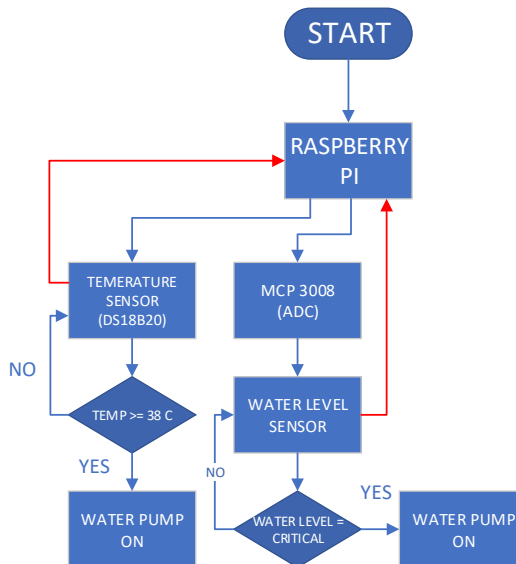 START
RASPBERRY
PI
TEMERATURE
SENSOR
(DS18B20)
MCP 3008
(ADC)
NO
TEMP >= 38 C
WATER LEVEL
SENSOR
YES
NO
WATER PUMP
ON
WATER LEVEL =
CRITICAL
YES
WATER PUMP
ON